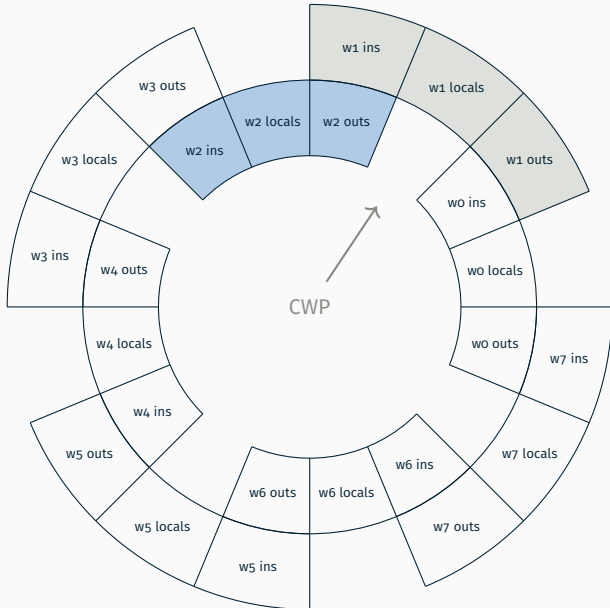 w1 ins
w3 outs
w1 locals
w2 locals
w2 outs
w2 ins
w3 locals
w1 outs
w0 ins
w3 ins
w4 outs
w0 locals
CWP
w4 locals
w0 outs
w7 ins
w4 ins
w5 outs
w7 locals
w6 ins
w6 outs
w6 locals
w5 locals
w7 outs
w5 ins